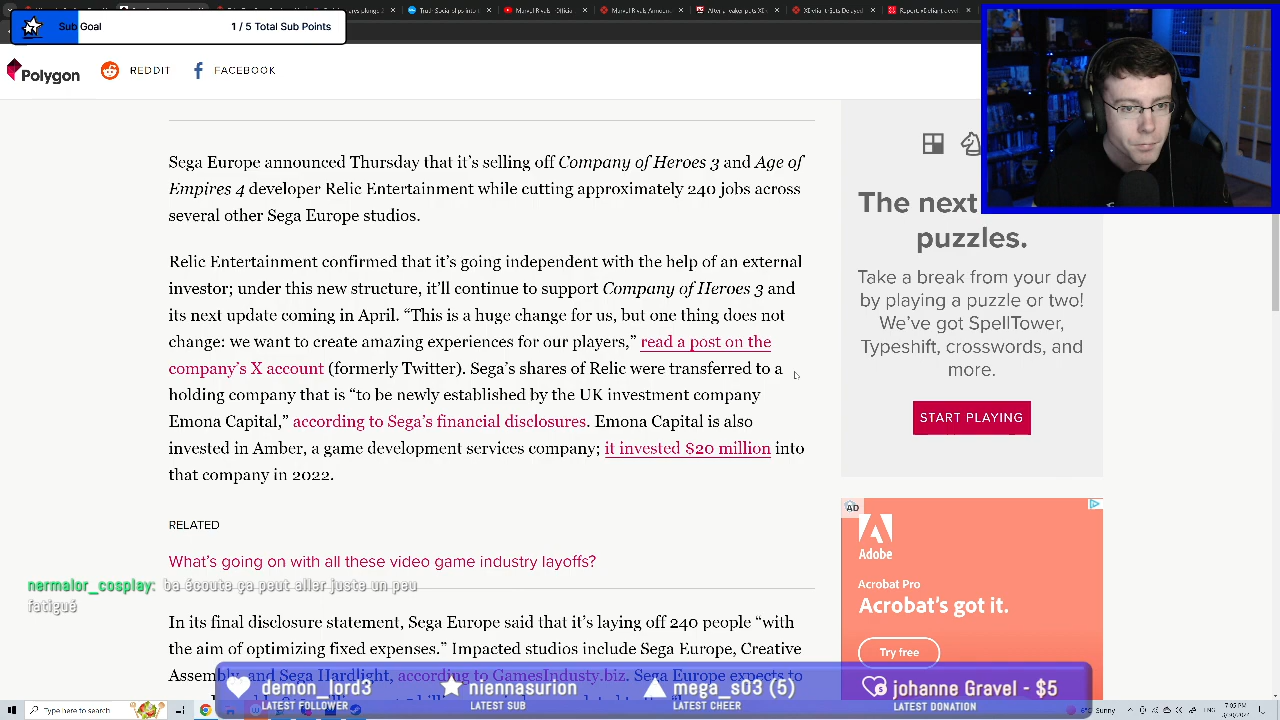 Sub Goal 1 / 5 Total Sub Points
Polygon REDDIT FACEBOOK
Sega Europe announced Thursday that it's selling off Company of Heroes 3 and Age of
Empires 4 developer Relic Entertainment while cutting approximately 240 jobs across
several other Sega Europe studios.
Relic Entertainment confirmed that it's going independent with the help of an external
investor; under this new structure, it'll continue to support Company of Heroes 3 and
its next update coming in April. “This is a huge change for us, but one thing does not
change: we want to create amazing experiences for our players,” read a post on the
company's X account (formerly Twitter). Sega's shares of Relic were transferred to a
holding company that is “to be newly established by the UK investment company
Emona Capital,” according to Sega's financial disclosures. Emona Capital is also
invested in Amber, a game development services company; it invested $20 million into
that company in 2022.
RELATED
What's going on with all these video game industry layoffs?
nermalor_cosplay: ba écoute ça peut aller juste un peu
fatigué
In its final disclosure statement, Sega Europe said that it's laying off 240 people “with
the aim of optimizing fixed expenses.” Impacted studios include Sega Europe, Creative
Assembly, and Sega Hardlight, according to GamesIndustry.biz. Sega Europe expects to
The next
puzzles.
Take a break from your day
by playing a puzzle or two!
We've got SpellTower,
Typeshift, crosswords, and
more.
START PLAYING
AD
Adobe
Acrobat Pro
Acrobat's got it.
Try free
demon_lord3
LATEST FOLLOWER
LATEST SUB
LATEST CHEER
johanne Gravel - $5
LATEST DONATION
Type here to search
Sunny